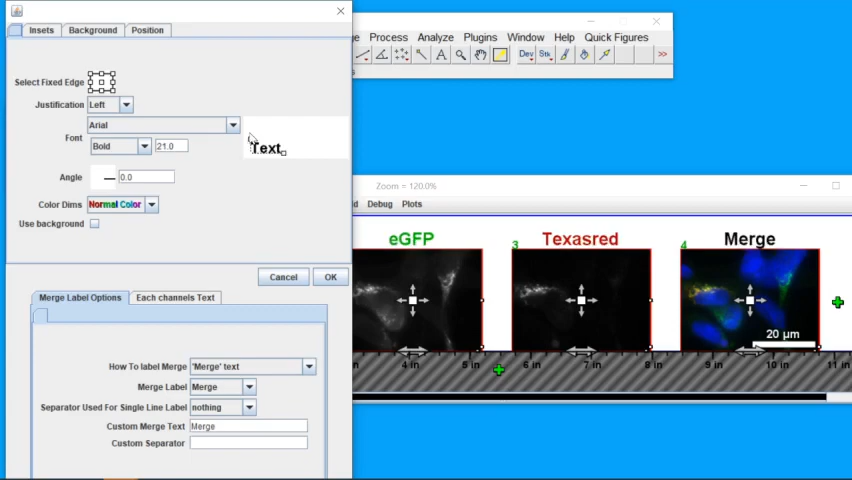 Insets Background Position
Select Fixed Edge
Justification Left
Arial
Font
Bold 21.0
Text
Angle 0.0
Color Dims Normal Color
Use background
Cancel OK
Merge Label Options Each channels Text
How To label Merge 'Merge' text
Merge Label Merge
Separator Used For Single Line Label nothing
Custom Merge Text Merge
Custom Separator
Process Analyze Plugins Window Help Quick Figures
A Dev Stk >>
Zoom = 120.0%
Debug Plots
eGFP Texasred Merge
3 4
20 µm
4 in 5 in 6 in 7 in 8 in 9 in 10 in 11 in